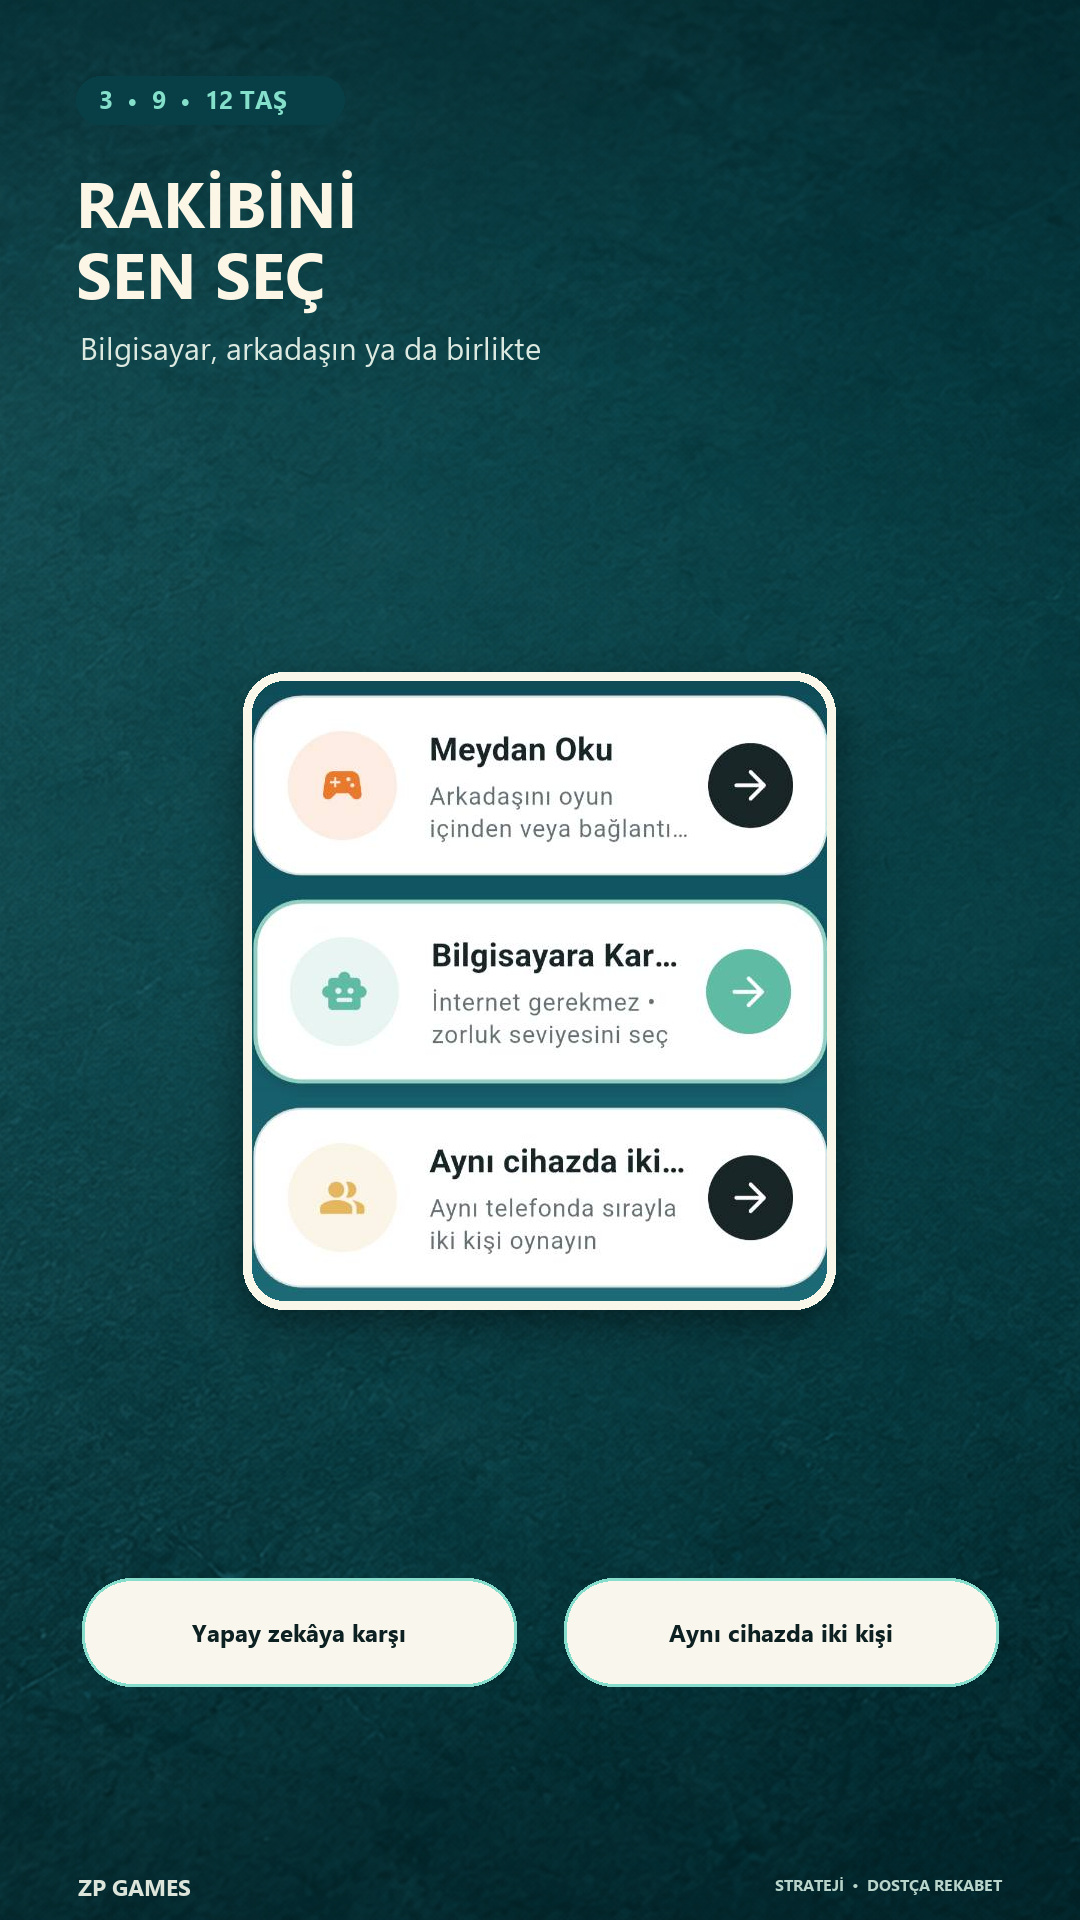 3 • 9 • 12 TAŞ
RAKİBİNİ
SEN SEÇ
Bilgisayar, arkadaşın ya da birlikte
Meydan Oku
Arkadaşını oyun
içinden veya bağlantı...
Bilgisayara Kar...
İnternet gerekmez •
zorluk seviyesini seç
Aynı cihazda iki...
Aynı telefonda sırayla
iki kişi oynayın
Yapay zekâya karşı
Aynı cihazda iki kişi
ZP GAMES
STRATEJİ • DOSTÇA REKABET